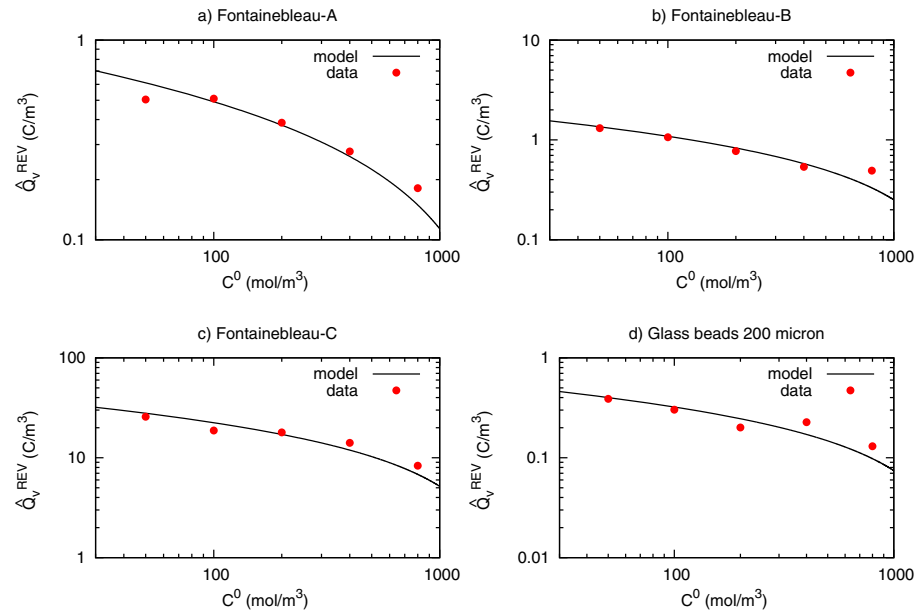 a) Fontainebleau-A
1
model
data
Q̂v^REV (C/m³)
0.1
100
1000
C⁰ (mol/m³)
b) Fontainebleau-B
10
model
data
1
Q̂v^REV (C/m³)
0.1
100
1000
C⁰ (mol/m³)
c) Fontainebleau-C
100
model
data
10
Q̂v^REV (C/m³)
1
100
1000
C⁰ (mol/m³)
d) Glass beads 200 micron
1
model
data
0.1
Q̂v^REV (C/m³)
0.01
100
1000
C⁰ (mol/m³)